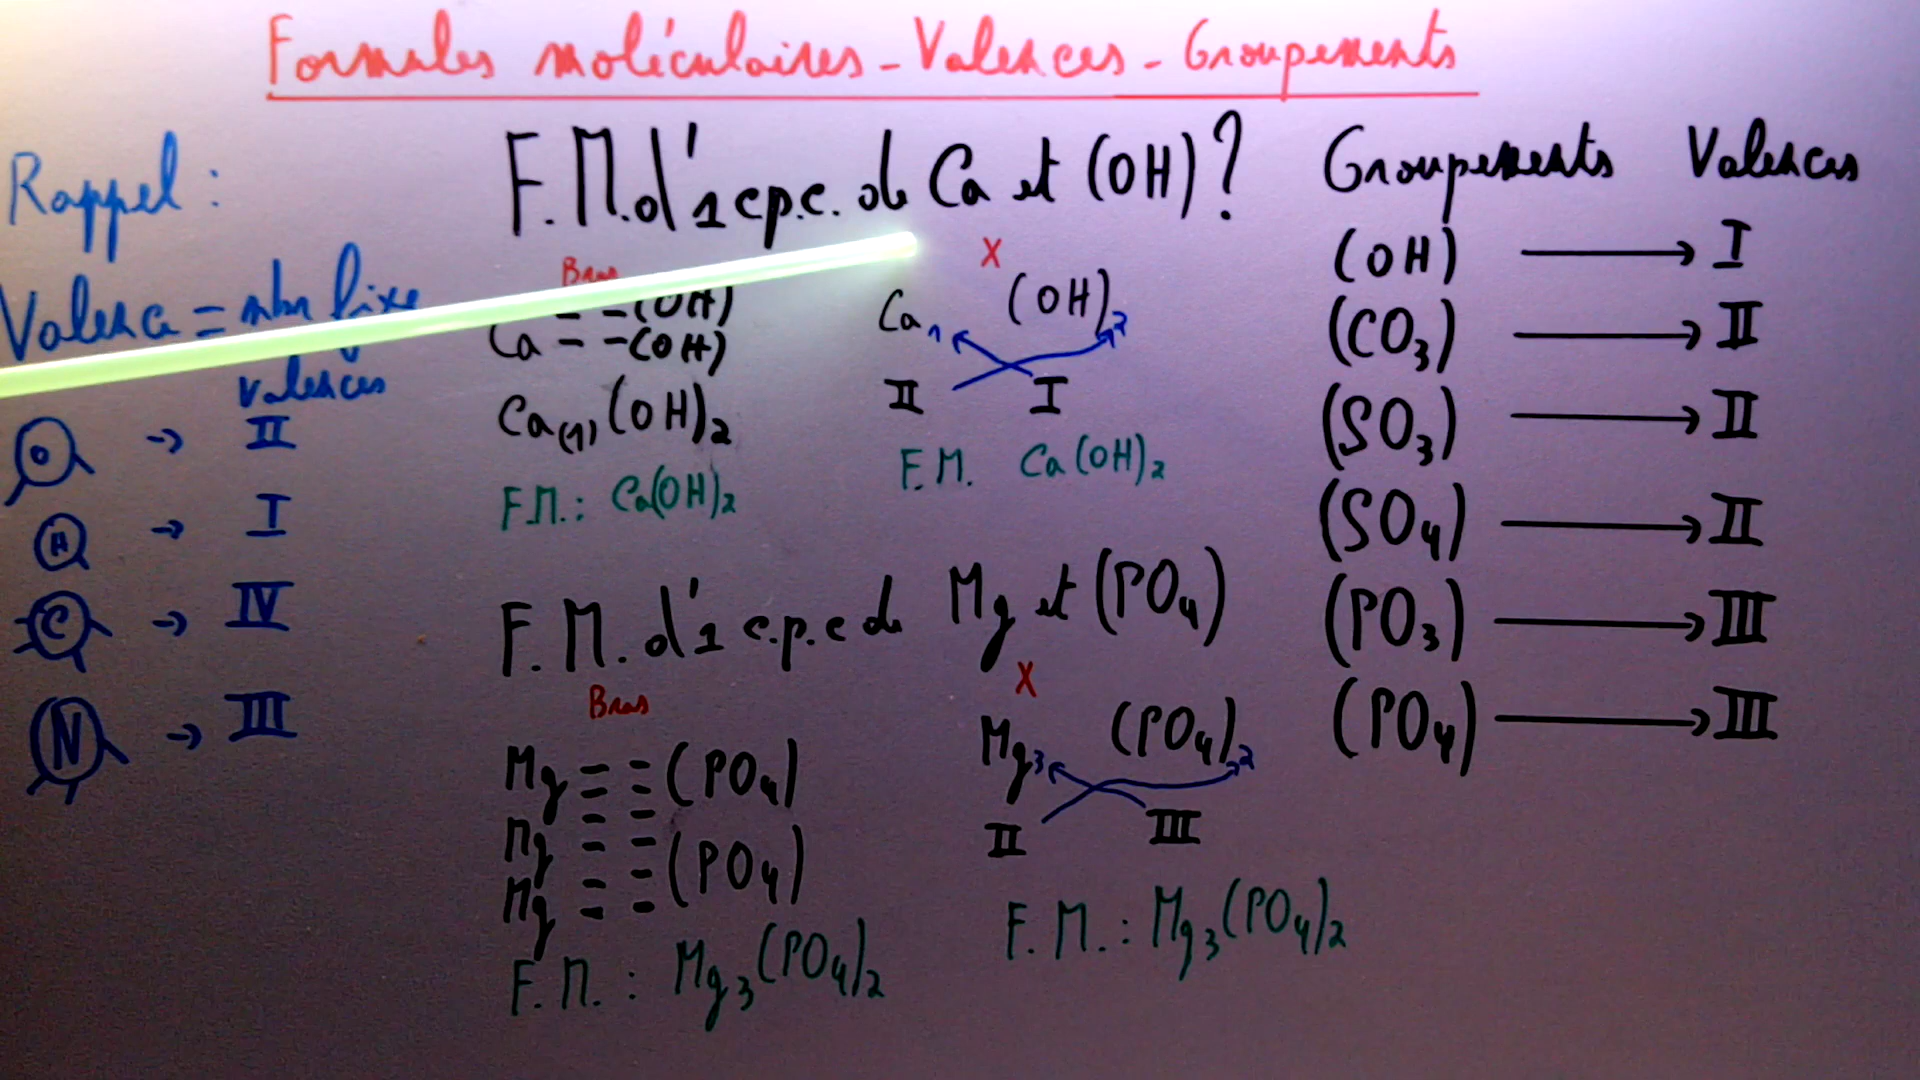 Formules moléculaires - Valences - Groupements
Rappel :
Valence = nbr fixe
valences
O → II
H → I
C → IV
N → III
F.M. d'1 cp.c. de Ca et (OH) ?
Bras
Ca - - (OH)
- - (OH)
Ca(1) (OH)2
F.M. : Ca(OH)2
X
Ca1 (OH)2
II I
F.M. Ca(OH)2
F.M. d'1 c.p.c de Mg et (PO4)
Bras
Mg = = (PO4)
Mg = =
Mg = = (PO4)
F.M. : Mg3(PO4)2
X
Mg3 (PO4)2
II III
F.M. : Mg3(PO4)2
Groupements Valences
(OH) → I
(CO3) → II
(SO3) → II
(SO4) → II
(PO3) → III
(PO4) → III